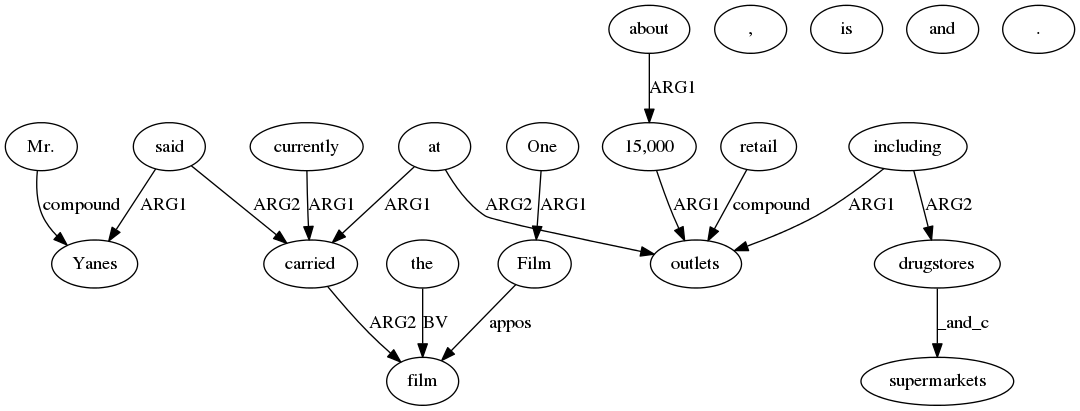 about , is and .
ARG1
Mr. said currently at One 15,000 retail including
compound ARG1 ARG2 ARG1 ARG1 ARG2 ARG1 ARG1 compound ARG1 ARG2
Yanes carried the Film outlets drugstores
ARG2 BV appos _and_c
film supermarkets